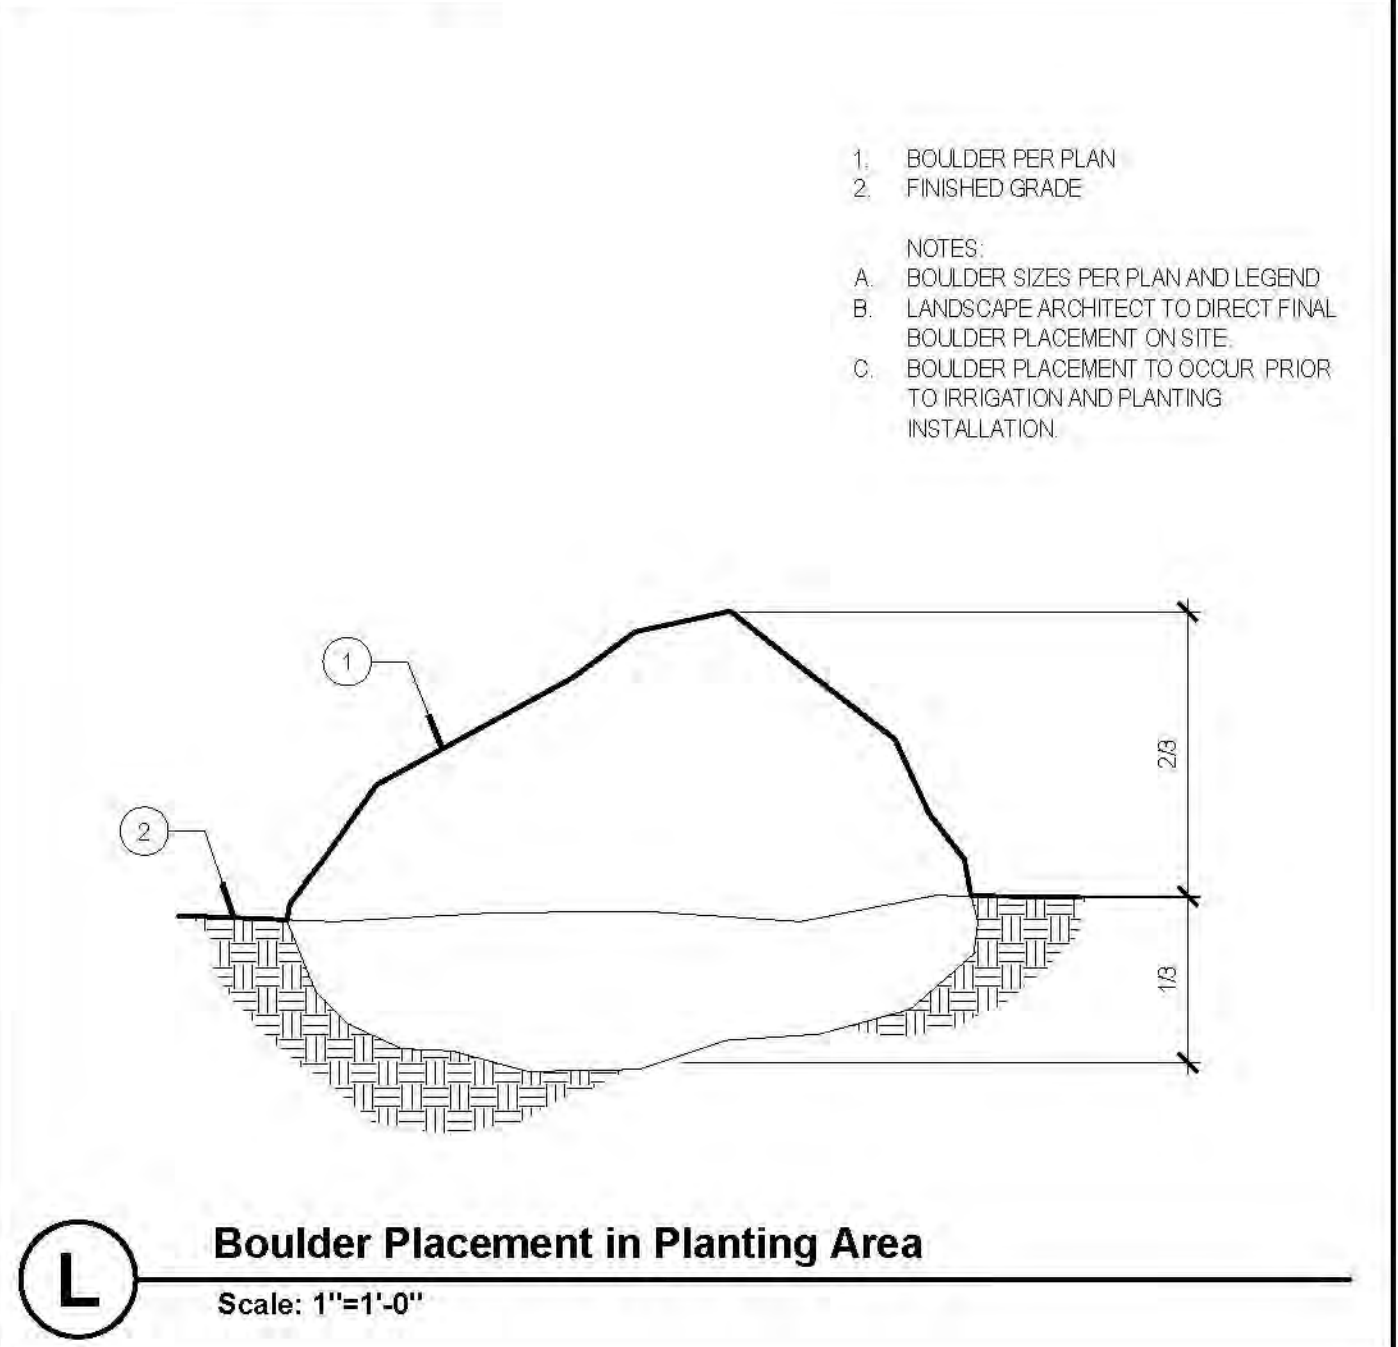 1. BOULDER PER PLAN
2. FINISHED GRADE
NOTES:
A. BOULDER SIZES PER PLAN AND LEGEND
B. LANDSCAPE ARCHITECT TO DIRECT FINAL
BOULDER PLACEMENT ON SITE.
C. BOULDER PLACEMENT TO OCCUR PRIOR
TO IRRIGATION AND PLANTING
INSTALLATION.
1
2/3
2
1/3
L
Boulder Placement in Planting Area
Scale: 1"=1'-0"